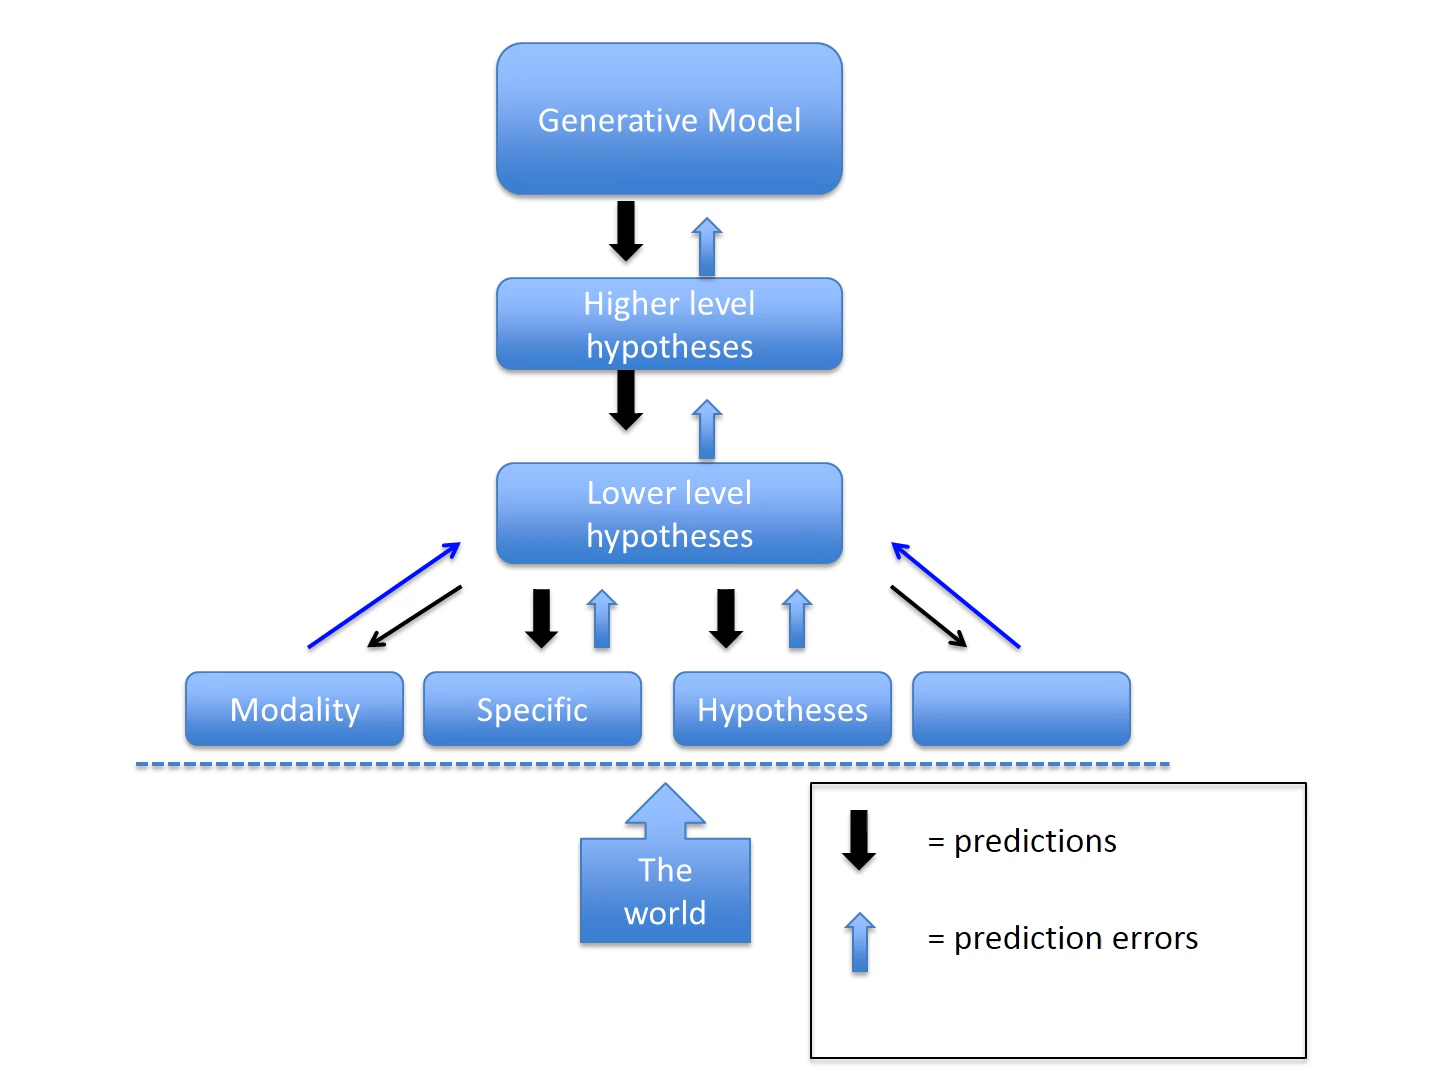 Generative Model
Higher level
hypotheses
Lower level
hypotheses
Modality
Specific
Hypotheses
The
world
= predictions
= prediction errors